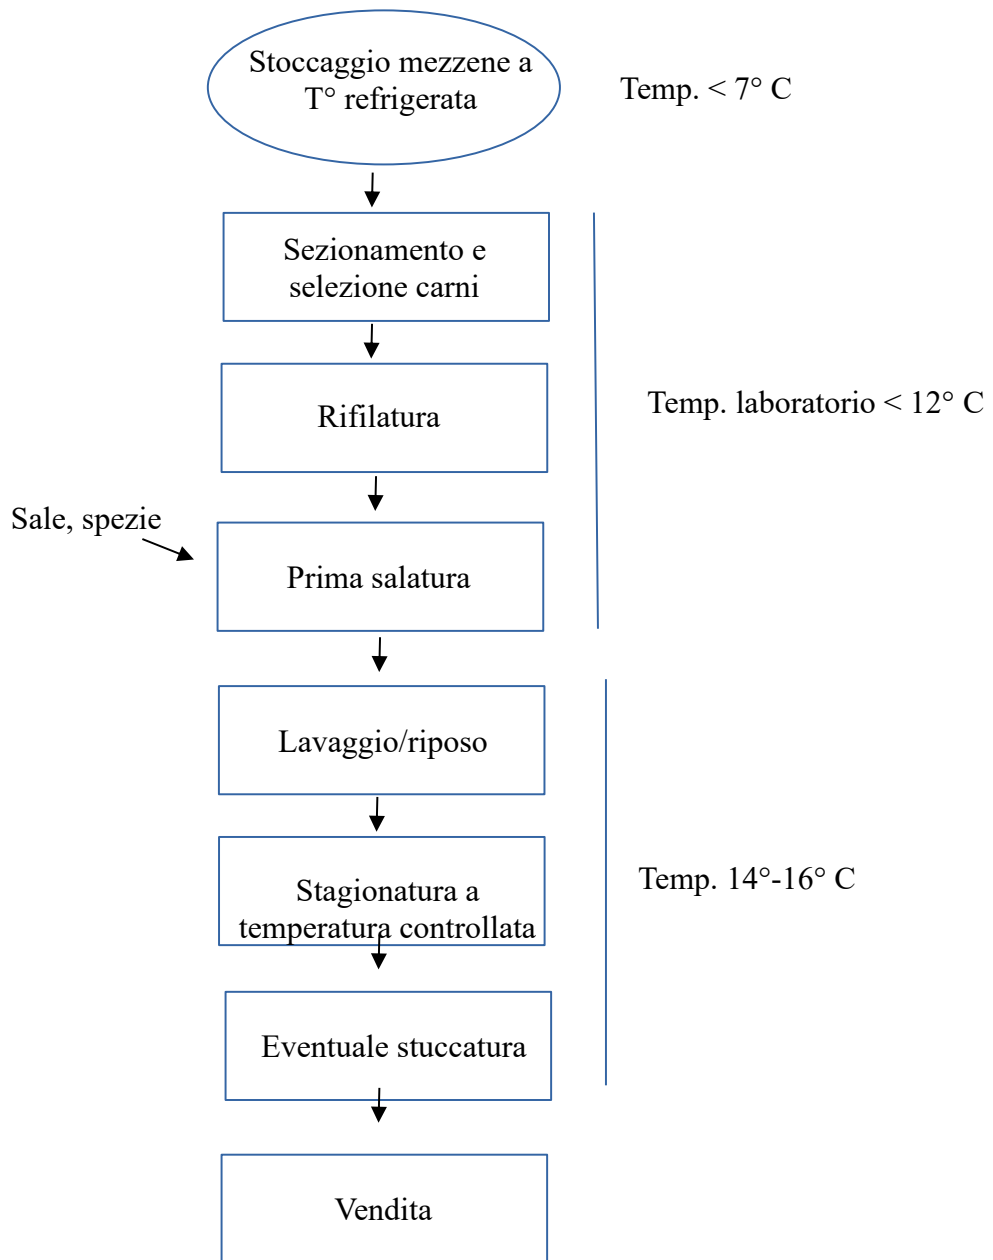 Stoccaggio mezzene a
T° refrigerata
Temp. < 7° C
Sezionamento e
selezione carni
Rifilatura
Temp. laboratorio < 12° C
Sale, spezie
Prima salatura
Lavaggio/riposo
Stagionatura a
temperatura controllata
Temp. 14°-16° C
Eventuale stuccatura
Vendita